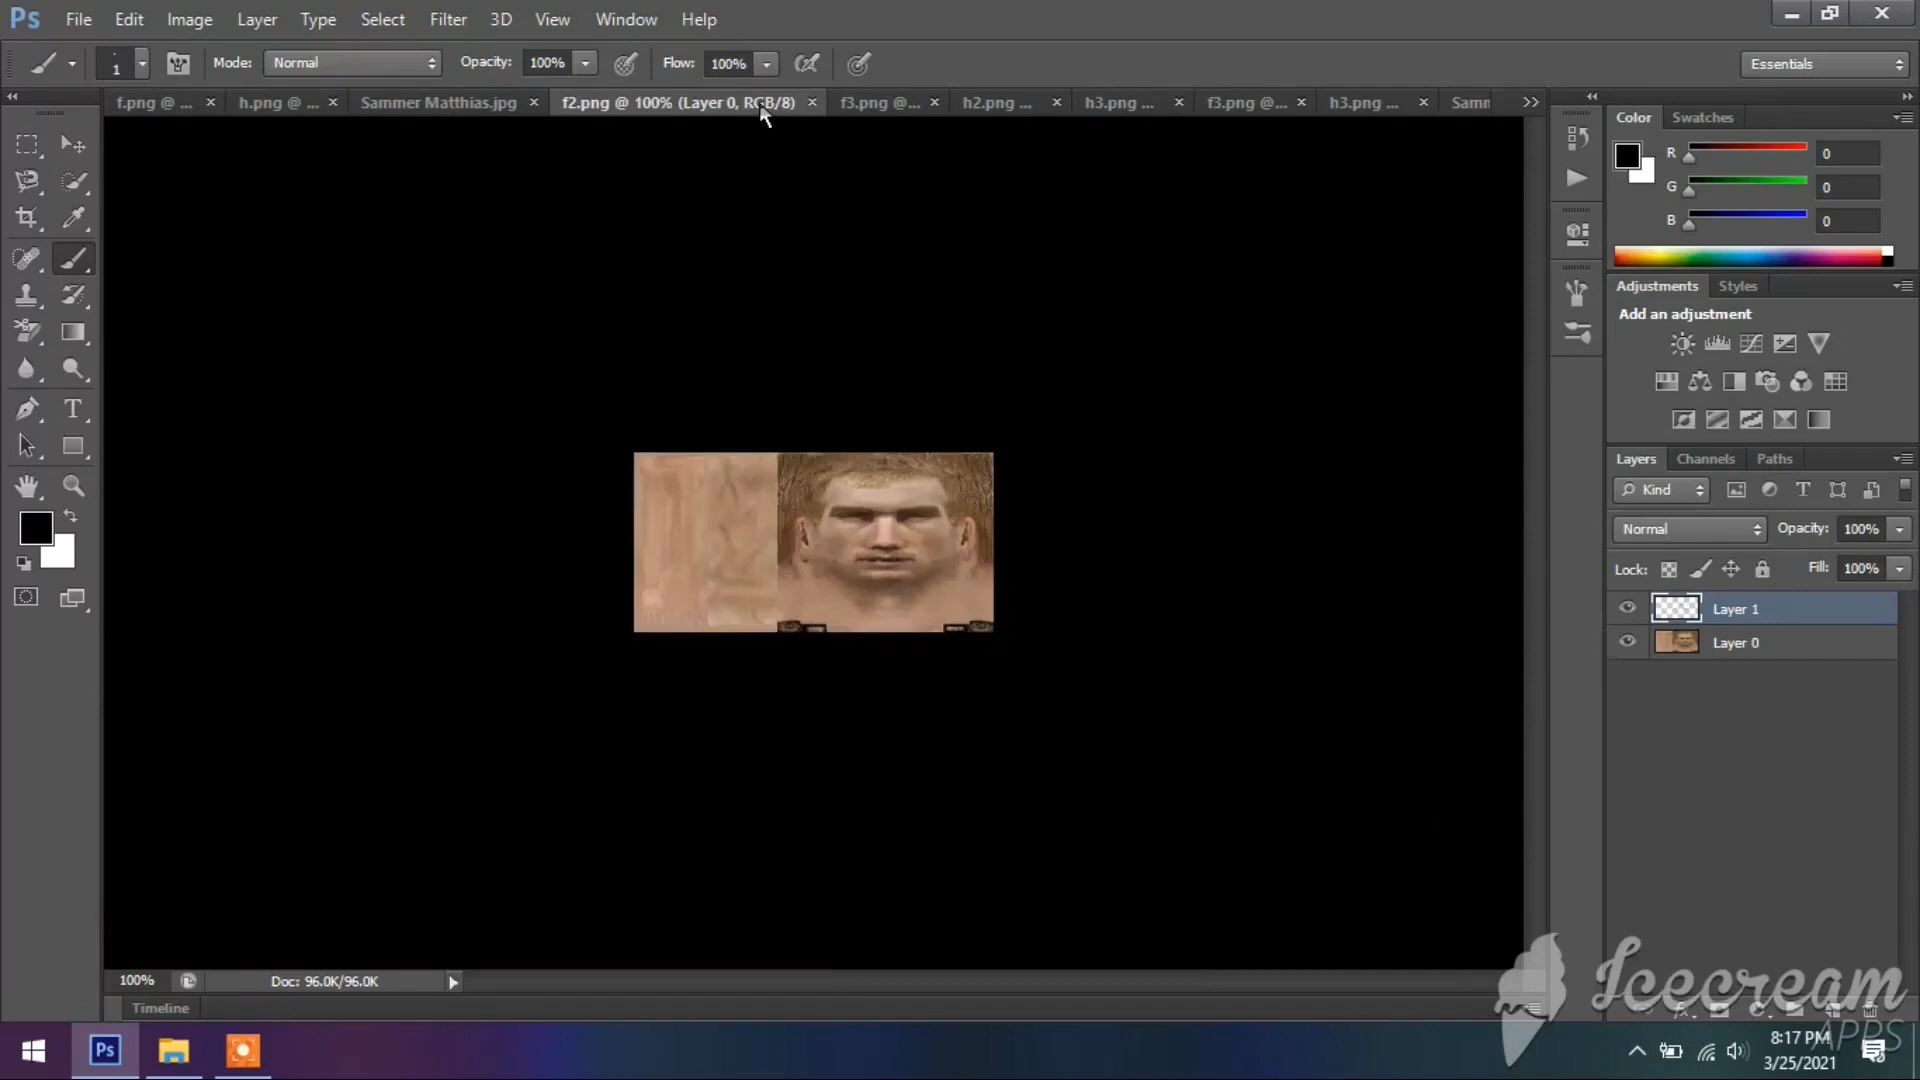 Ps File Edit Image Layer Type Select Filter 3D View Window Help
1 Mode: Normal Opacity: 100% Flow: 100% Essentials
f.png @ ... × h.png @ ... × Sammer Matthias.jpg × f2.png @ 100% (Layer 0, RGB/8) × f3.png @... × h2.png ... × h3.png ... × f3.png @... × h3.png ... × Samn >>
Color Swatches
R 0
G 0
B 0
Adjustments Styles
Add an adjustment
Layers Channels Paths
Kind
Normal Opacity: 100%
Lock: Fill: 100%
Layer 1
Layer 0
100% Doc: 96.0K/96.0K
Timeline
Icecream
APPS
Ps
8:17 PM
3/25/2021